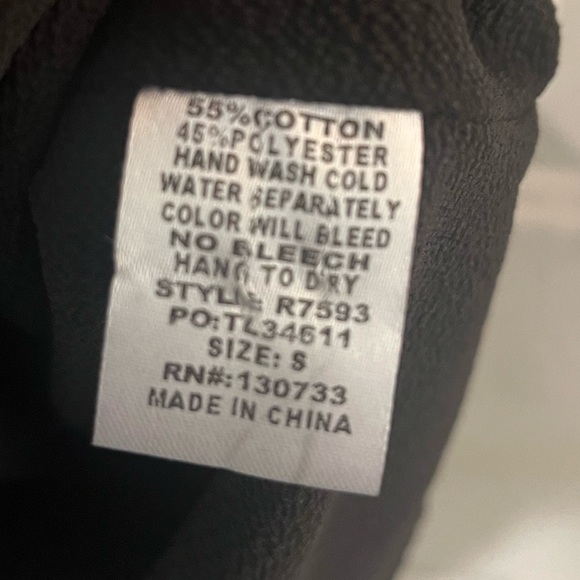 55% COTTON
45% POLYESTER
HAND WASH COLD
WATER SEPARATELY
COLOR WILL BLEED
NO BLEECH
HANG TO DRY
STYLE: R7593
PO:TL34611
SIZE: S
RN#:130733
MADE IN CHINA